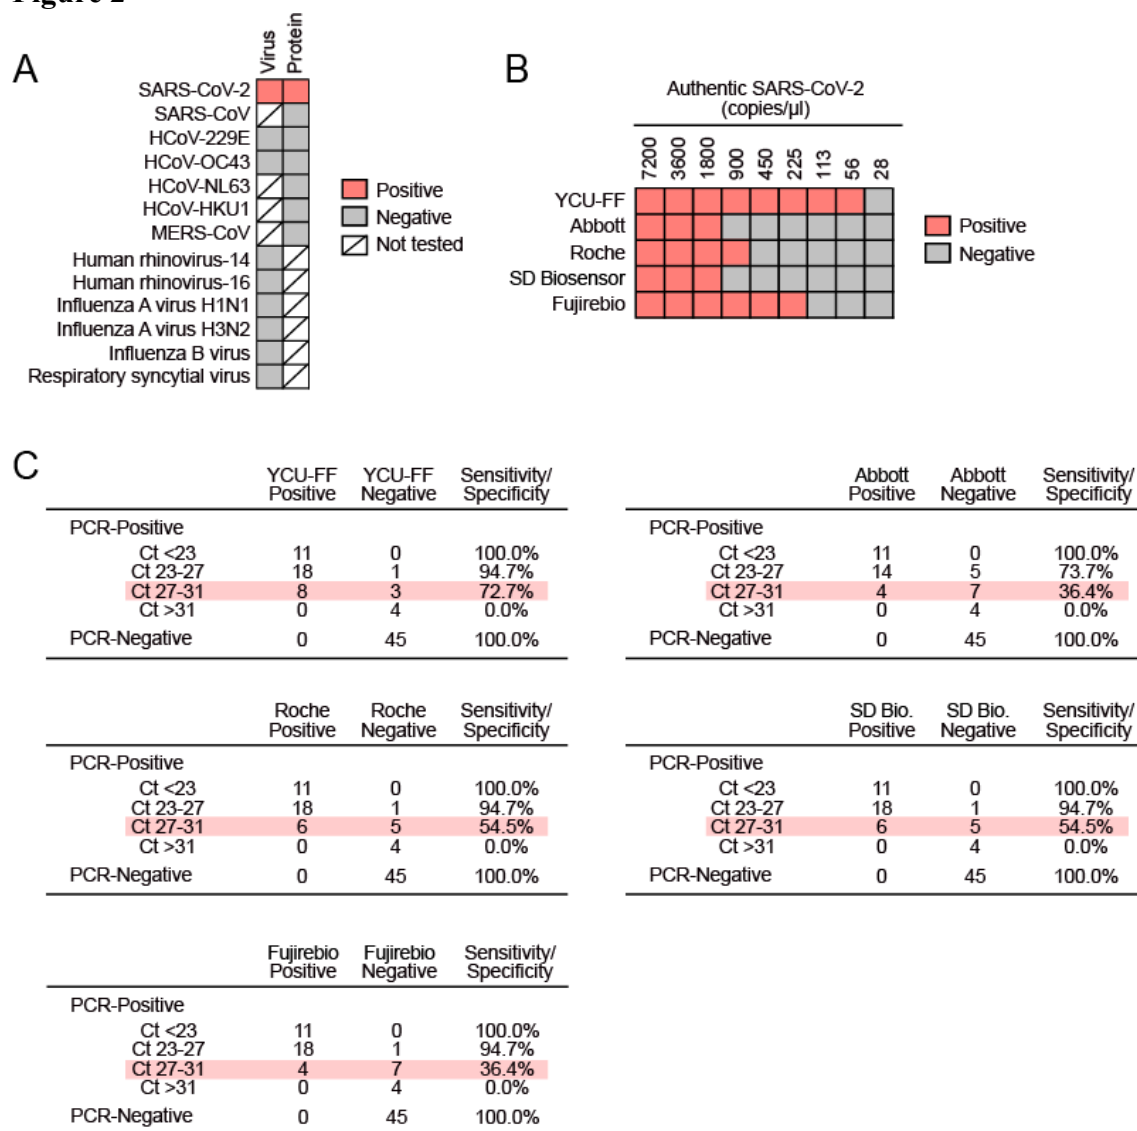 Figure 2
A
Virus
Protein
SARS-CoV-2
SARS-CoV
HCoV-229E
HCoV-OC43
HCoV-NL63
HCoV-HKU1
MERS-CoV
Human rhinovirus-14
Human rhinovirus-16
Influenza A virus H1N1
Influenza A virus H3N2
Influenza B virus
Respiratory syncytial virus
Positive
Negative
Not tested
B
Authentic SARS-CoV-2
(copies/µl)
7200 3600 1800 900 450 225 113 56 28
YCU-FF
Abbott
Roche
SD Biosensor
Fujirebio
Positive
Negative
C
YCU-FF YCU-FF Sensitivity/
Positive Negative Specificity
PCR-Positive
Ct <23 11 0 100.0%
Ct 23-27 18 1 94.7%
Ct 27-31 8 3 72.7%
Ct >31 0 4 0.0%
PCR-Negative 0 45 100.0%
Abbott Abbott Sensitivity/
Positive Negative Specificity
PCR-Positive
Ct <23 11 0 100.0%
Ct 23-27 14 5 73.7%
Ct 27-31 4 7 36.4%
Ct >31 0 4 0.0%
PCR-Negative 0 45 100.0%
Roche Roche Sensitivity/
Positive Negative Specificity
PCR-Positive
Ct <23 11 0 100.0%
Ct 23-27 18 1 94.7%
Ct 27-31 6 5 54.5%
Ct >31 0 4 0.0%
PCR-Negative 0 45 100.0%
SD Bio. SD Bio. Sensitivity/
Positive Negative Specificity
PCR-Positive
Ct <23 11 0 100.0%
Ct 23-27 18 1 94.7%
Ct 27-31 6 5 54.5%
Ct >31 0 4 0.0%
PCR-Negative 0 45 100.0%
Fujirebio Fujirebio Sensitivity/
Positive Negative Specificity
PCR-Positive
Ct <23 11 0 100.0%
Ct 23-27 18 1 94.7%
Ct 27-31 4 7 36.4%
Ct >31 0 4 0.0%
PCR-Negative 0 45 100.0%